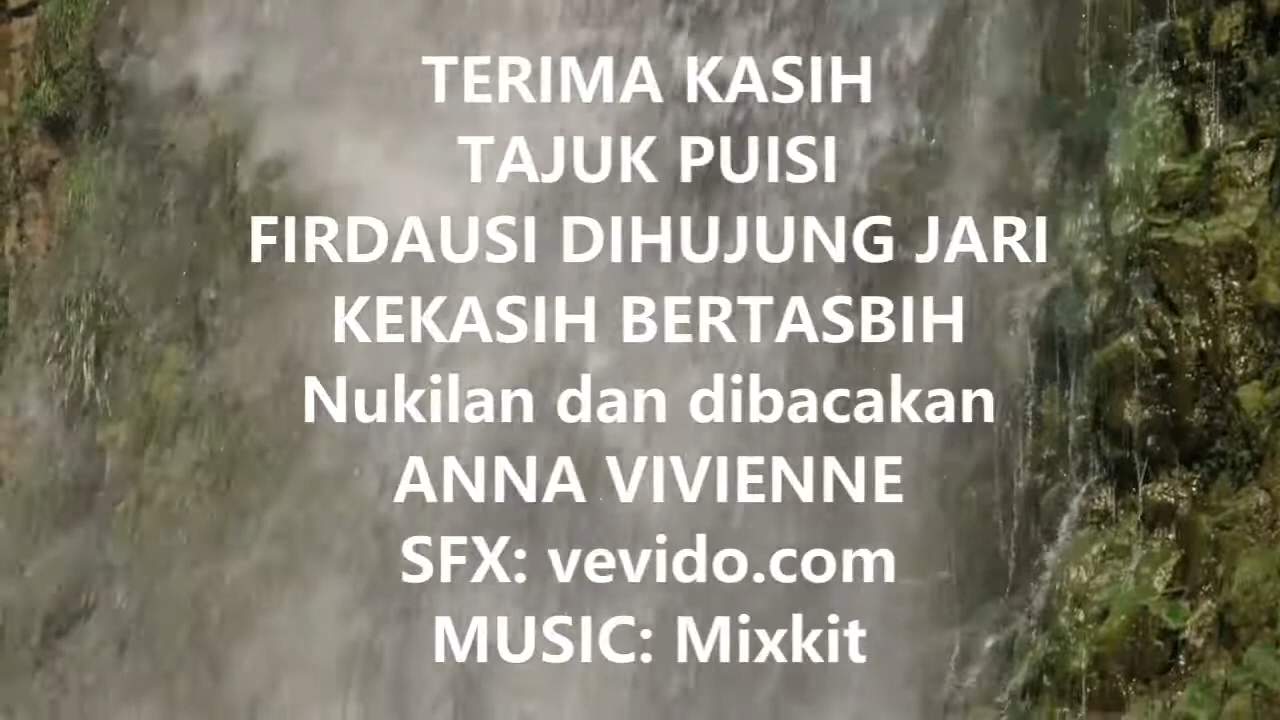 TERIMA KASIH
TAJUK PUISI
FIRDAUSI DIHUJUNG JARI
KEKASIH BERTASBIH
Nukilan dan dibacakan
ANNA VIVIENNE
SFX: vevido.com
MUSIC: Mixkit